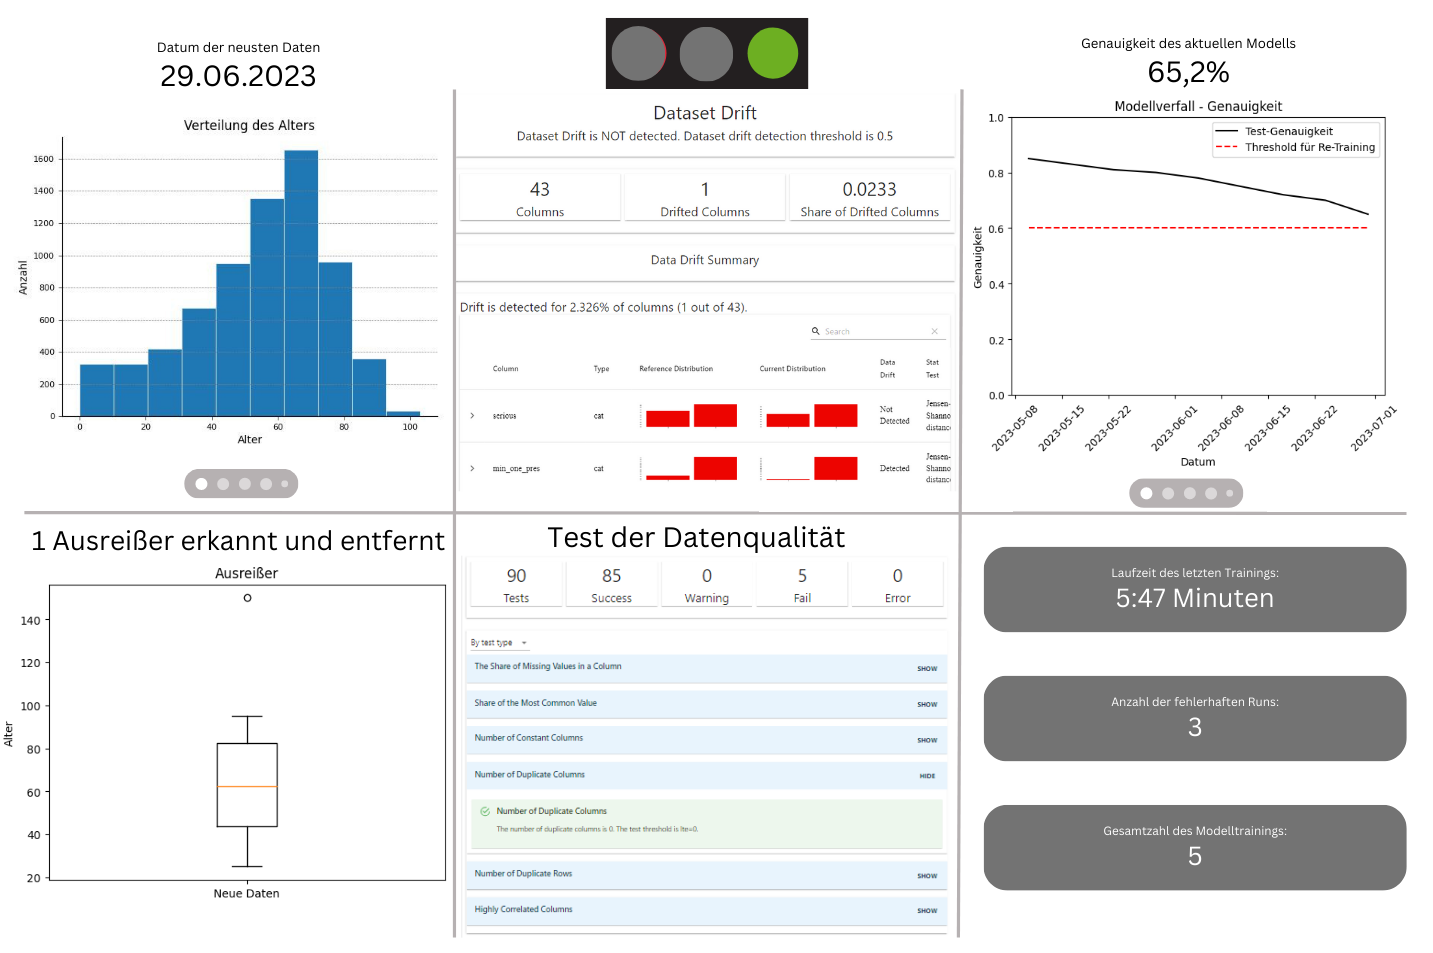 Datum der neusten Daten
29.06.2023
Verteilung des Alters
1600
1400
1200
1000
800
600
400
200
0
Anzahl
0 20 40 60 80 100
Alter
Dataset Drift
Dataset Drift is NOT detected. Dataset drift detection threshold is 0.5
43 1 0.0233
Columns Drifted Columns Share of Drifted Columns
Data Drift Summary
Drift is detected for 2.326% of columns (1 out of 43).
Search
Column Type Reference Distribution Current Distribution Data Drift Stat Test
serious cat Not Detected Jensen-Shanno distance
min_one_pres cat Detected Jensen-Shanno distance
Genauigkeit des aktuellen Modells
65,2%
Modellverfall - Genauigkeit
Test-Genauigkeit
Threshold für Re-Training
1.0
0.8
0.6
0.4
0.2
0.0
Genauigkeit
2023-05-08 2023-05-15 2023-05-22 2023-06-01 2023-06-08 2023-06-15 2023-06-22 2023-07-01
Datum
1 Ausreißer erkannt und entfernt
Ausreißer
140
120
100
80
60
40
20
Alter
Neue Daten
Test der Datenqualität
90 85 0 5 0
Tests Success Warning Fail Error
By test type
The Share of Missing Values in a Column SHOW
Share of the Most Common Value SHOW
Number of Constant Columns SHOW
Number of Duplicate Columns HIDE
Number of Duplicate Columns
The number of duplicate columns is 0. The test threshold is lte=0.
Number of Duplicate Rows SHOW
Highly Correlated Columns SHOW
Laufzeit des letzten Trainings:
5:47 Minuten
Anzahl der fehlerhaften Runs:
3
Gesamtzahl des Modelltrainings:
5